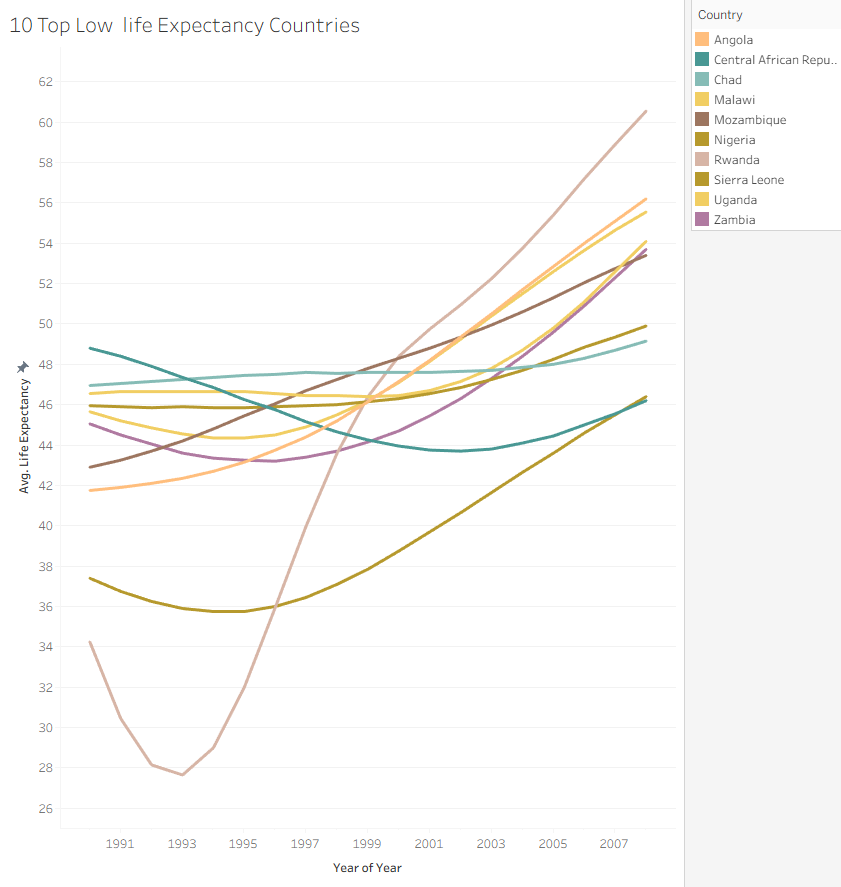 10 Top Low  life Expectancy Countries
Country
Angola
Central African Repu..
Chad
Malawi
Mozambique
Nigeria
Rwanda
Sierra Leone
Uganda
Zambia
62
60
58
56
54
52
50
48
46
44
42
40
38
36
34
32
30
28
26
Avg. Life Expectancy
1991 1993 1995 1997 1999 2001 2003 2005 2007
Year of Year